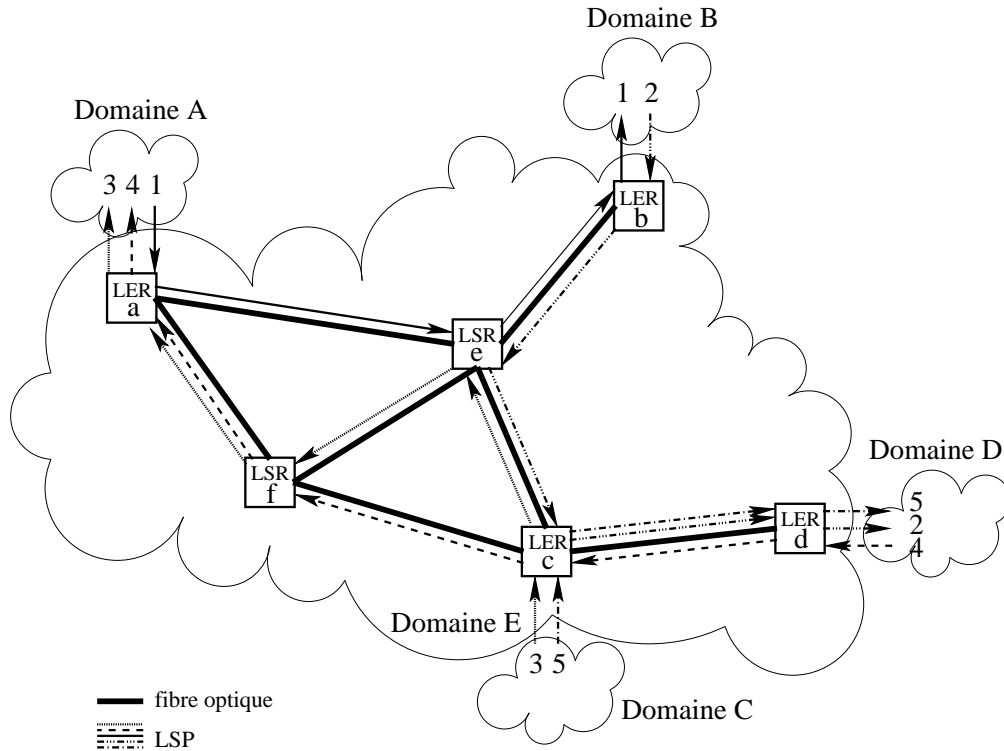 Domaine B
1 2
Domaine A
3 4 1
LER
b
LER
a
LSR
e
Domaine D
LSR
f
5
2
4
LER
d
LER
c
Domaine E
3 5
Domaine C
fibre optique
LSP